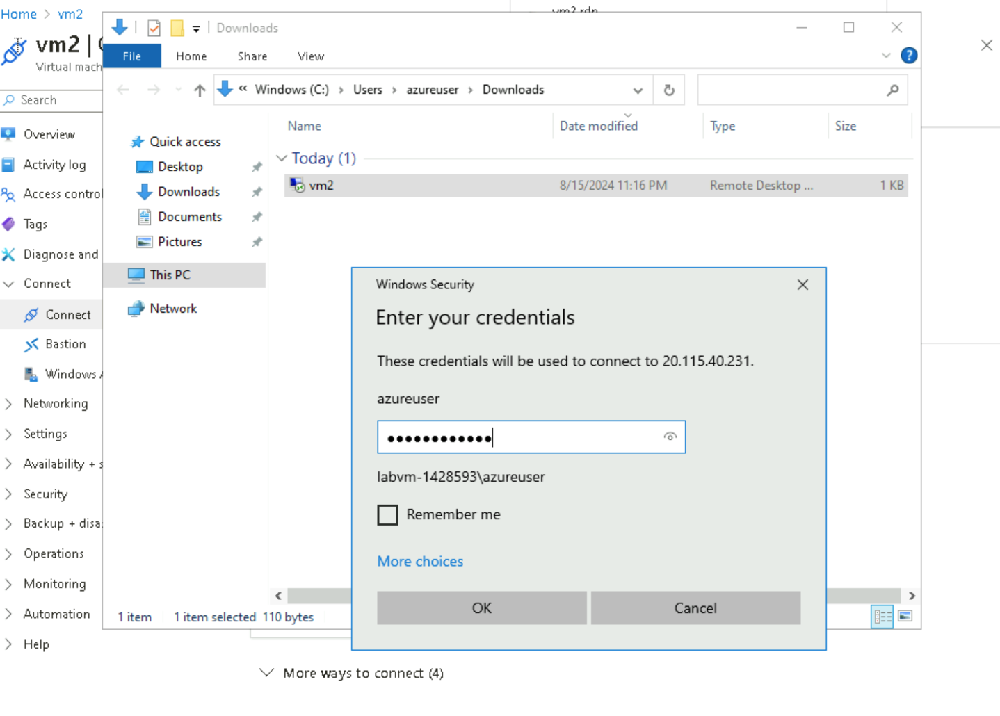 Home > vm2
vm2.rdp
vm2 |
Virtual mach
Search
Overview
Activity log
Access control
Tags
Diagnose and
Connect
Connect
Bastion
Windows
Networking
Settings
Availability + s
Security
Backup + disa
Operations
Monitoring
Automation
Help
Downloads
File Home Share View
« Windows (C:) > Users > azureuser > Downloads
Name Date modified Type Size
Quick access
Desktop
Downloads
Documents
Pictures
This PC
Network
Today (1)
vm2 8/15/2024 11:16 PM Remote Desktop ... 1 KB
Windows Security
Enter your credentials
These credentials will be used to connect to 20.115.40.231.
azureuser
●●●●●●●●●●●●
labvm-1428593\azureuser
Remember me
More choices
OK Cancel
1 item 1 item selected 110 bytes
More ways to connect (4)